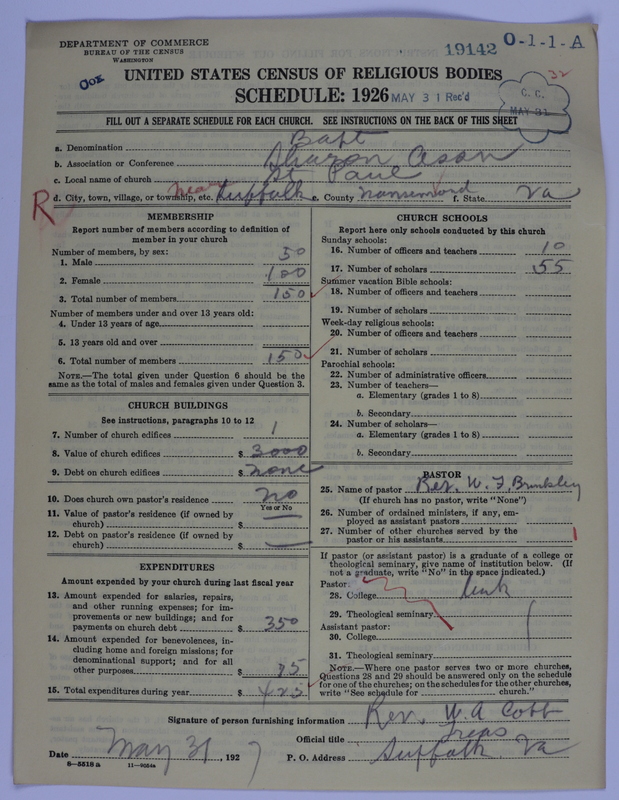 DEPARTMENT OF COMMERCE
BUREAU OF THE CENSUS
WASHINGTON
19142 O-1-1-A
UNITED STATES CENSUS OF RELIGIOUS BODIES
32
SCHEDULE: 1926 MAY 31 Rec'd
C. C.
MAY 31
FILL OUT A SEPARATE SCHEDULE FOR EACH CHURCH. SEE INSTRUCTIONS ON THE BACK OF THIS SHEET
a. Denomination Bapt
b. Association or Conference Sharon Assn
c. Local name of church St Paul
R d. City, town, village, or township, etc. near Suffolk e. County Nansemond f. State Va
MEMBERSHIP
Report number of members according to definition of
member in your church
Number of members, by sex:
1. Male 50
2. Female 100
3. Total number of members 150
Number of members under and over 13 years old:
4. Under 13 years of age
5. 13 years old and over
6. Total number of members 150
NOTE.—The total given under Question 6 should be
same as the total of males and females given under Question 3.
CHURCH BUILDINGS
See instructions, paragraphs 10 to 12
7. Number of church edifices 1
8. Value of church edifices $ 3000
9. Debt on church edifices $ none
10. Does church own pastor's residence no
Yes or No
11. Value of pastor's residence (if owned by
church) $
12. Debt on pastor's residence (if owned by
church) $
EXPENDITURES
Amount expended by your church during last fiscal year
13. Amount expended for salaries, repairs,
and other running expenses; for im-
provements or new buildings; and for
payments on church debt $ 350
14. Amount expended for benevolences, in-
cluding home and foreign missions; for
denominational support; and for all
other purposes $ 75
15. Total expenditures during year $ 425
CHURCH SCHOOLS
Report here only schools conducted by this church
Sunday schools:
16. Number of officers and teachers 10
17. Number of scholars 55
Summer vacation Bible schools:
18. Number of officers and teachers
19. Number of scholars
Week-day religious schools:
20. Number of officers and teachers
21. Number of scholars
Parochial schools:
22. Number of administrative officers
23. Number of teachers—
a. Elementary (grades 1 to 8)
b. Secondary
24. Number of scholars—
a. Elementary (grades 1 to 8)
b. Secondary
PASTOR
25. Name of pastor Rev. W. F. Brinkley
(If church has no pastor, write "None")
26. Number of ordained ministers, if any, em-
ployed as assistant pastors
27. Number of other churches served by the
pastor or his assistants 1
If pastor (or assistant pastor) is a graduate of a college or
theological seminary, give name of institution below. (If
not a graduate, write "No" in the space indicated.)
Pastor:
28. College unk
29. Theological seminary
Assistant pastor:
30. College
31. Theological seminary
NOTE.—Where one pastor serves two or more churches,
Questions 28 and 29 should be answered only on the schedule
for one of the churches; on the schedules for the other churches,
write "See schedule for church."
Signature of person furnishing information Rev. W. A Cobb
Official title Treas
Date May 31, 1927 P. O. Address Suffolk Va
8—5518 a 11—9054a